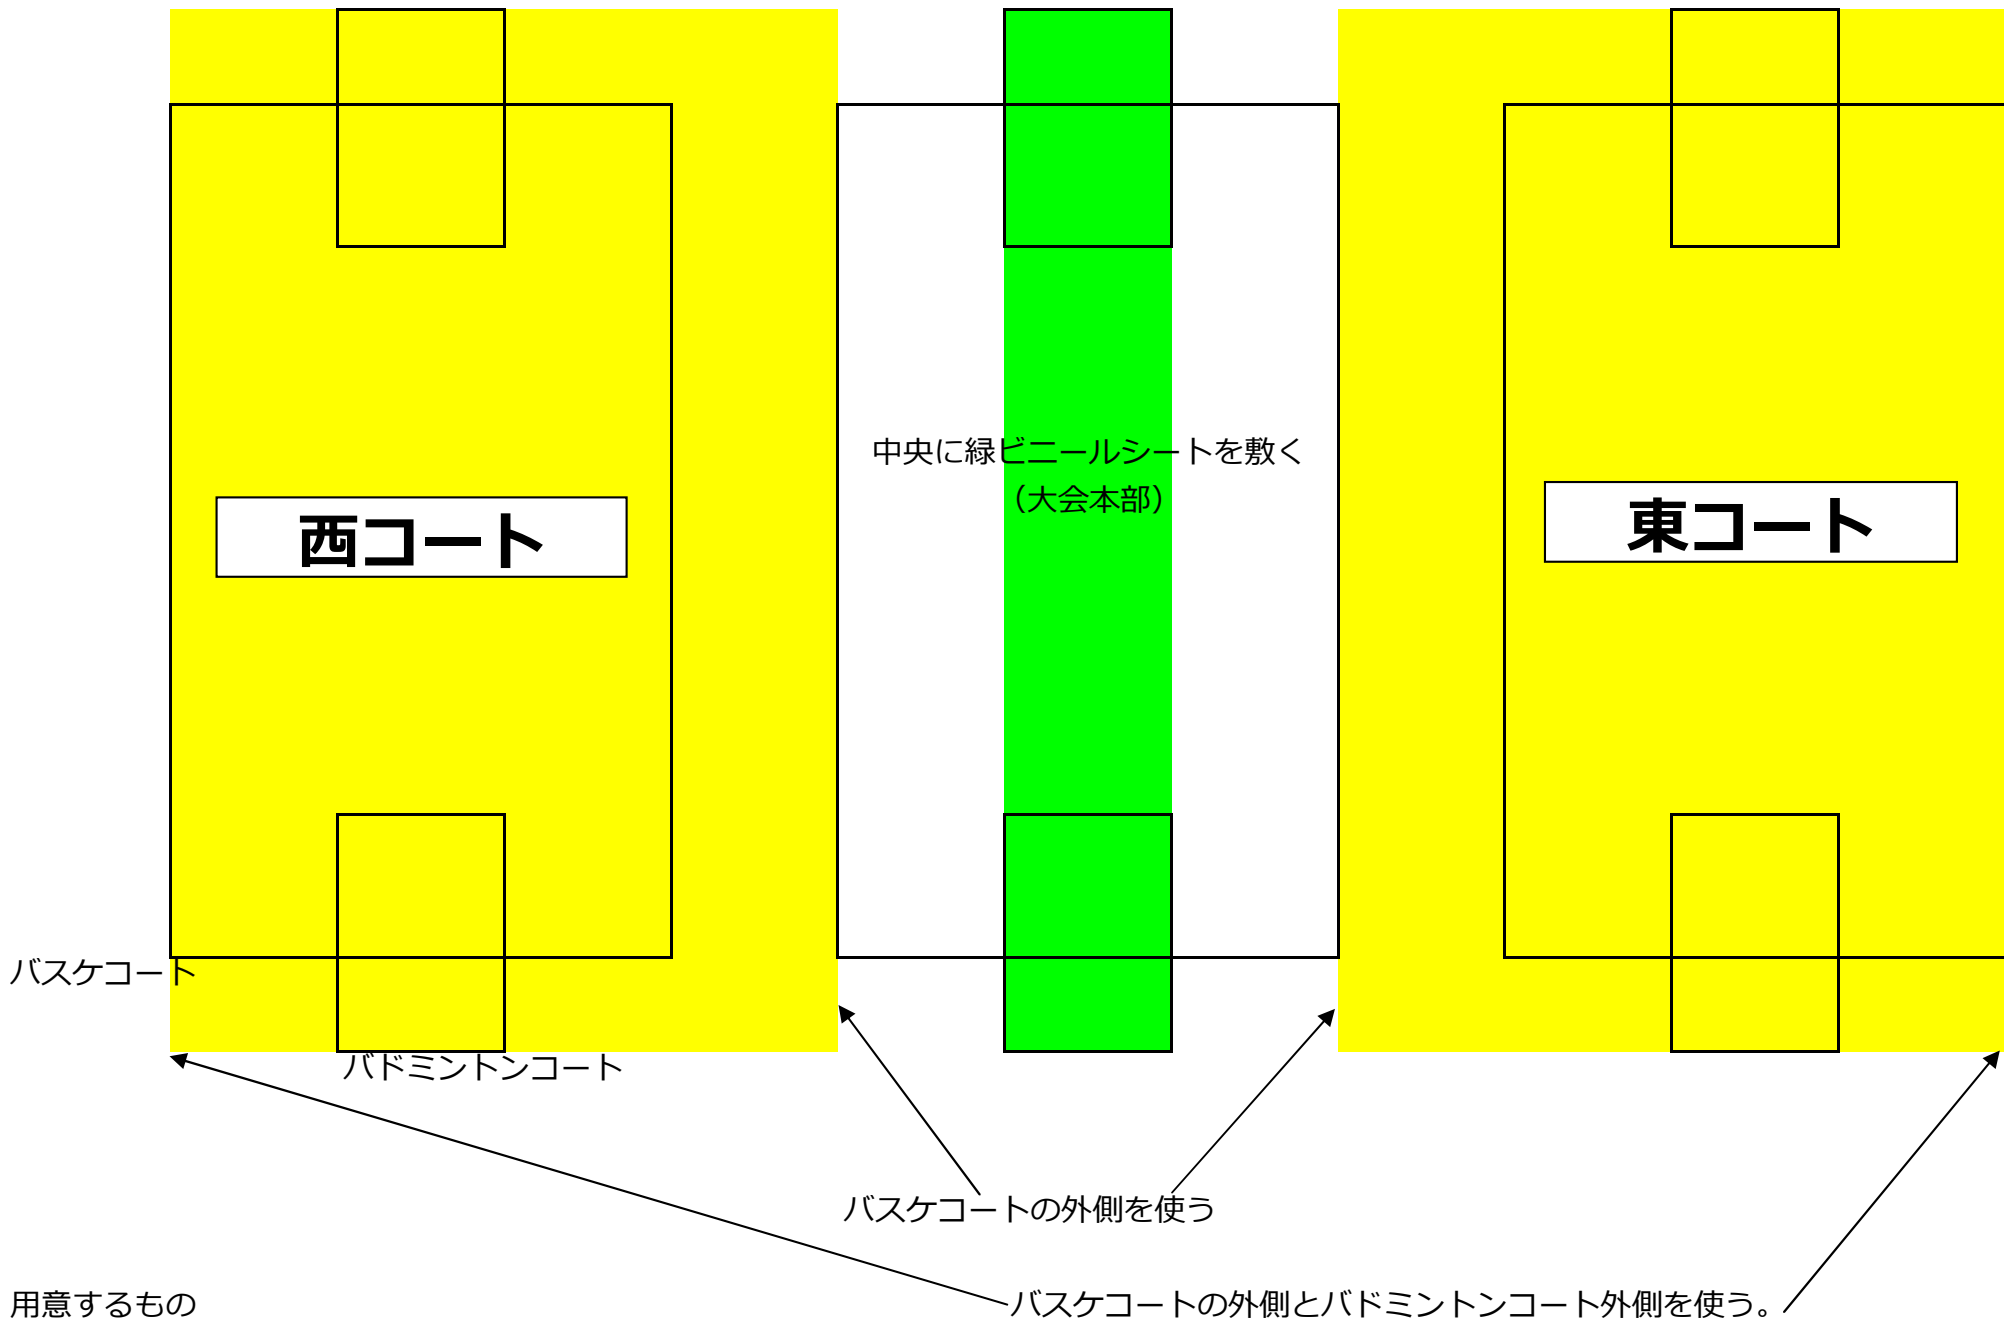 中央に緑ビニールシートを敷く
（大会本部）
西コート
東コート
バスケコート
バドミントンコート
バスケコートの外側を使う
用意するもの
バスケコートの外側とバドミントンコート外側を使う。